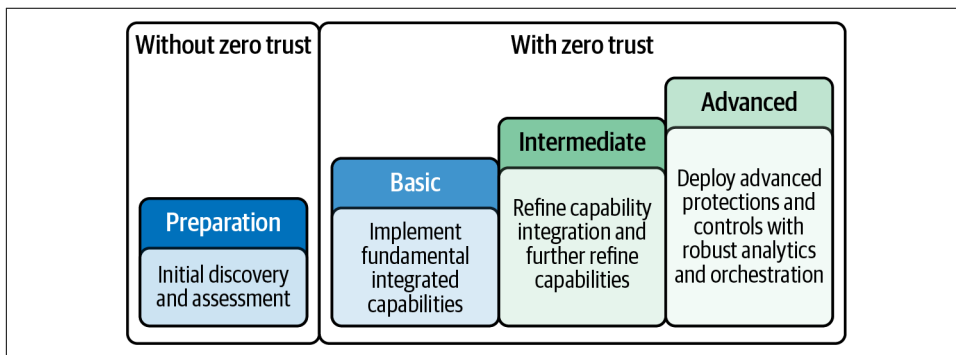 Without zero trust
With zero trust
Preparation
Initial discovery
and assessment
Basic
Implement
fundamental
integrated
capabilities
Intermediate
Refine capability
integration and
further refine
capabilities
Advanced
Deploy advanced
protections and
controls with
robust analytics
and orchestration